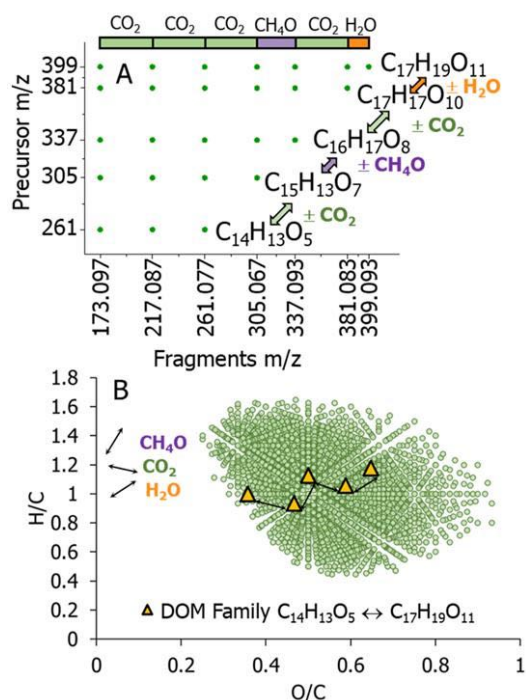 CO₂ CO₂ CO₂ CH₄O CO₂ H₂O
A
Precursor m/z
399
381
337
305
261
C₁₇H₁₉O₁₁
± H₂O
C₁₇H₁₇O₁₀
± CO₂
C₁₆H₁₇O₈
± CH₄O
C₁₅H₁₃O₇
± CO₂
C₁₄H₁₃O₅
173.097 217.087 261.077 305.067 337.093 381.083 399.093
Fragments m/z
B
H/C
1.8
1.6
1.4
1.2
1
0.8
0.6
0.4
0.2
0
CH₄O
CO₂
H₂O
DOM Family C₁₄H₁₃O₅ ↔ C₁₇H₁₉O₁₁
0 0.2 0.4 0.6 0.8 1
O/C